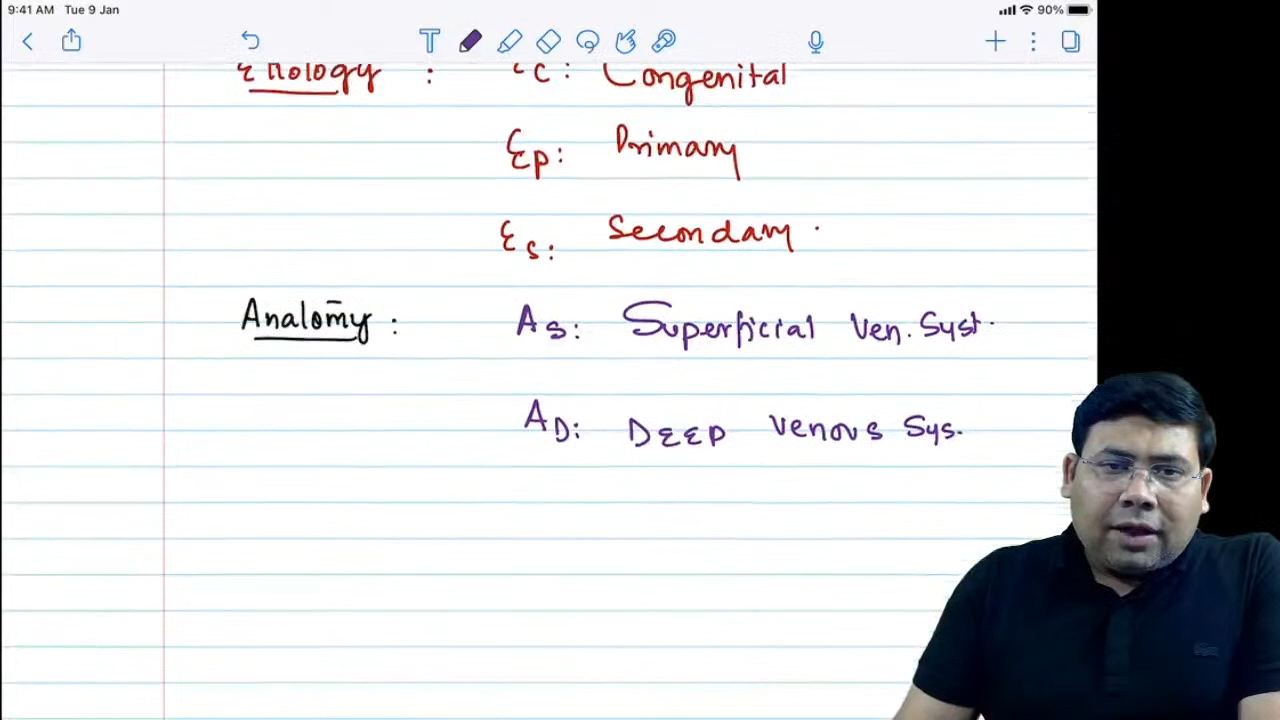 9:41 AM Tue 9 Jan 90%
Etiology : Ec: Congenital
Ep: Primary
Es: Secondary.
Anatomy : As: Superficial Ven. Syst.
AD: DEEP Venous Sys.